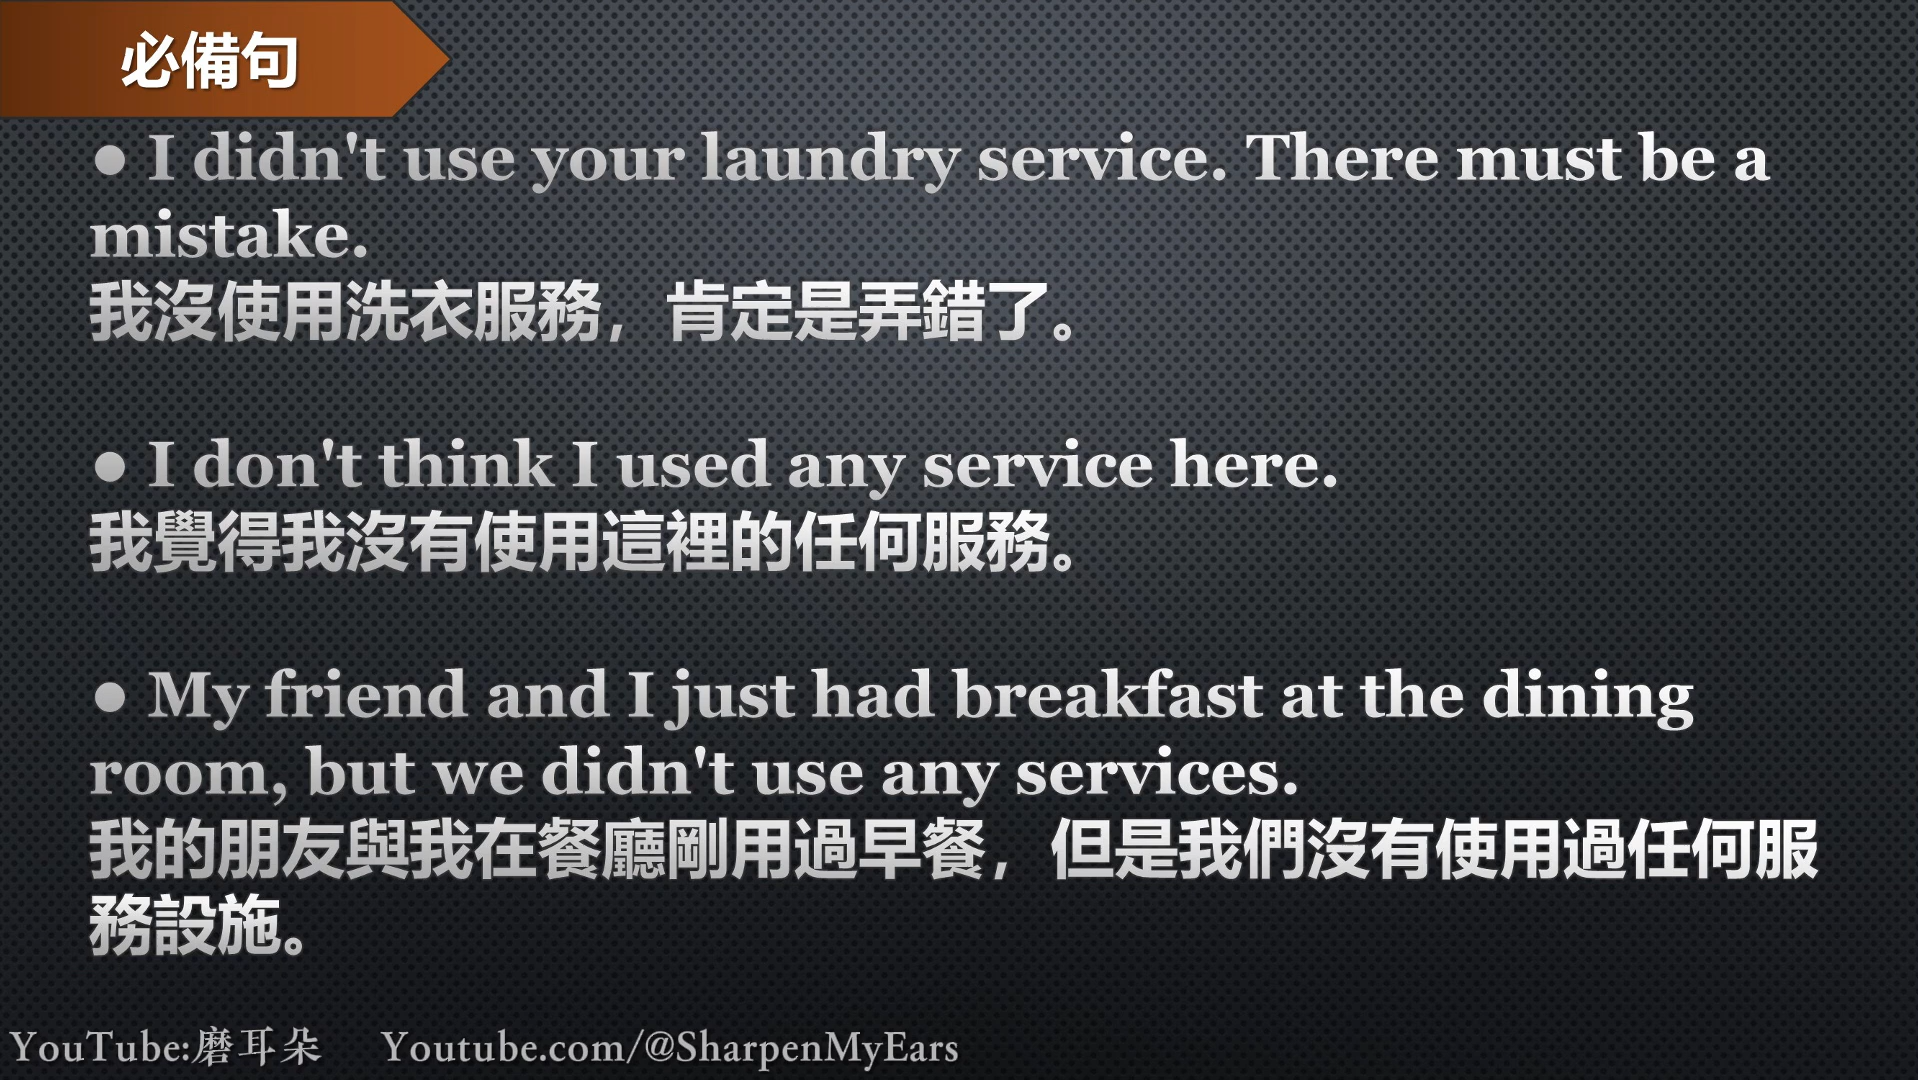 必備句
● I didn't use your laundry service. There must be a
mistake.
我沒使用洗衣服務，肯定是弄錯了。
● I don't think I used any service here.
我覺得我沒有使用這裡的任何服務。
● My friend and I just had breakfast at the dining
room, but we didn't use any services.
我的朋友與我在餐廳剛用過早餐，但是我們沒有使用過任何服
務設施。
YouTube:磨耳朵 Youtube.com/@SharpenMyEars